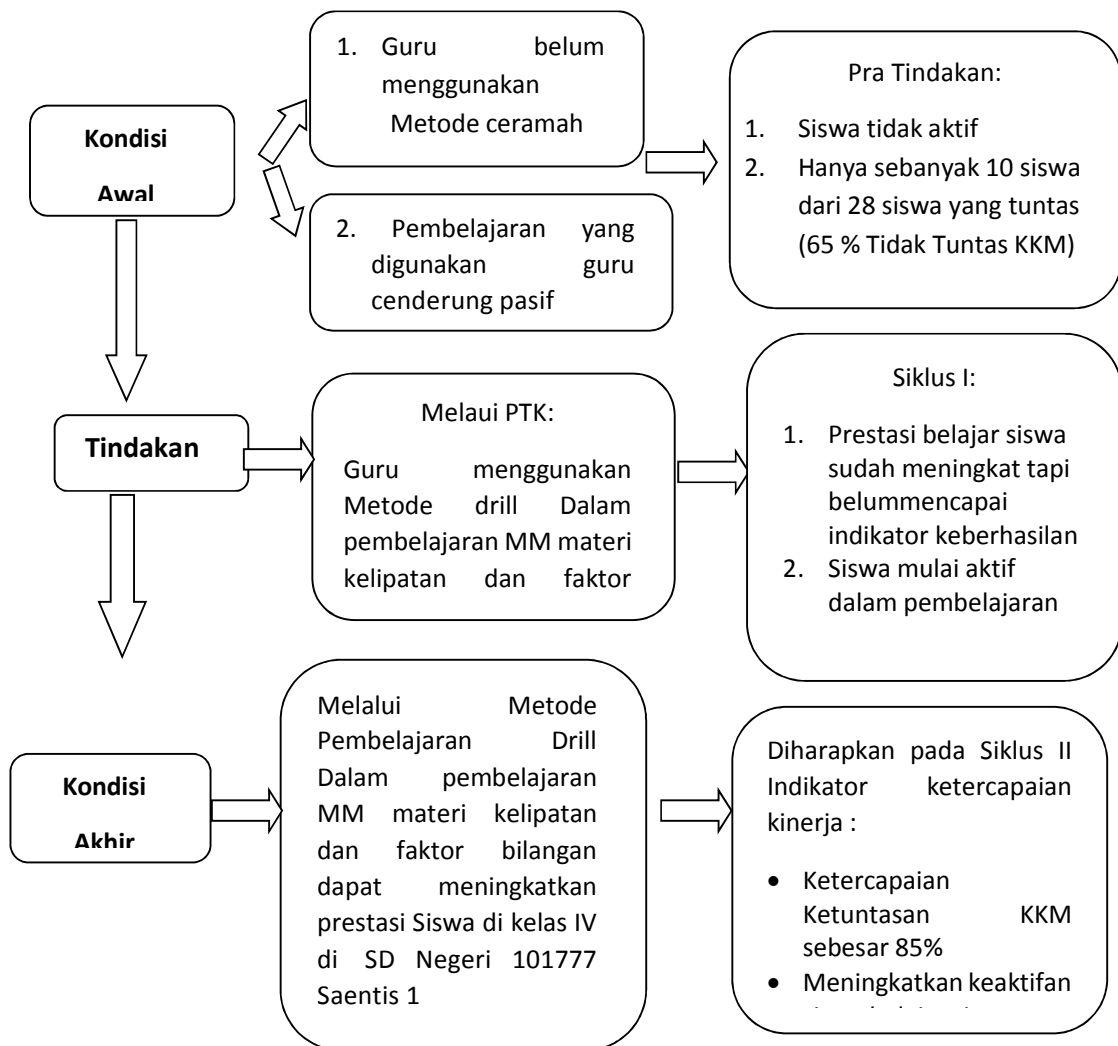 Kondisi
Awal
1. Guru belum
menggunakan
Metode ceramah
2. Pembelajaran yang
digunakan guru
cenderung pasif
Pra Tindakan:
1. Siswa tidak aktif
2. Hanya sebanyak 10 siswa
dari 28 siswa yang tuntas
(65 % Tidak Tuntas KKM)
Tindakan
Melaui PTK:
Guru menggunakan
Metode drill Dalam
pembelajaran MM materi
kelipatan dan faktor
Siklus I:
1. Prestasi belajar siswa
sudah meningkat tapi
belummencapai
indikator keberhasilan
2. Siswa mulai aktif
dalam pembelajaran
Kondisi
Akhir
Melalui Metode
Pembelajaran Drill
Dalam pembelajaran
MM materi kelipatan
dan faktor bilangan
dapat meningkatkan
prestasi Siswa di kelas IV
di SD Negeri 101777
Saentis 1
Diharapkan pada Siklus II
Indikator ketercapaian
kinerja :
• Ketercapaian
Ketuntasan KKM
sebesar 85%
• Meningkatkan keaktifan